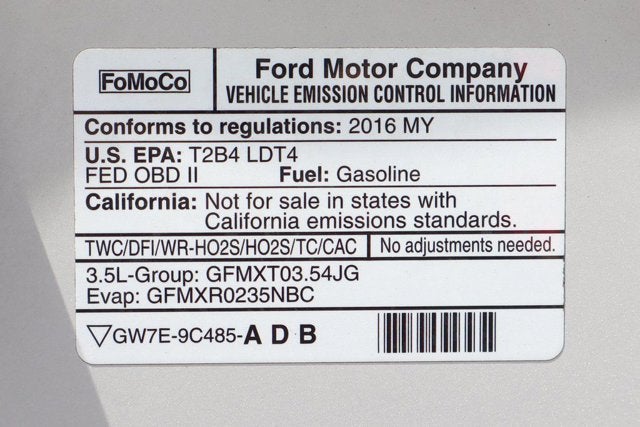 FoMoCo
Ford Motor Company
VEHICLE EMISSION CONTROL INFORMATION
Conforms to regulations: 2016 MY
U.S. EPA: T2B4 LDT4
FED OBD II Fuel: Gasoline
California: Not for sale in states with
California emissions standards.
TWC/DFI/WR-HO2S/HO2S/TC/CAC No adjustments needed.
3.5L-Group: GFMXT03.54JG
Evap: GFMXR0235NBC
GW7E-9C485-A D B